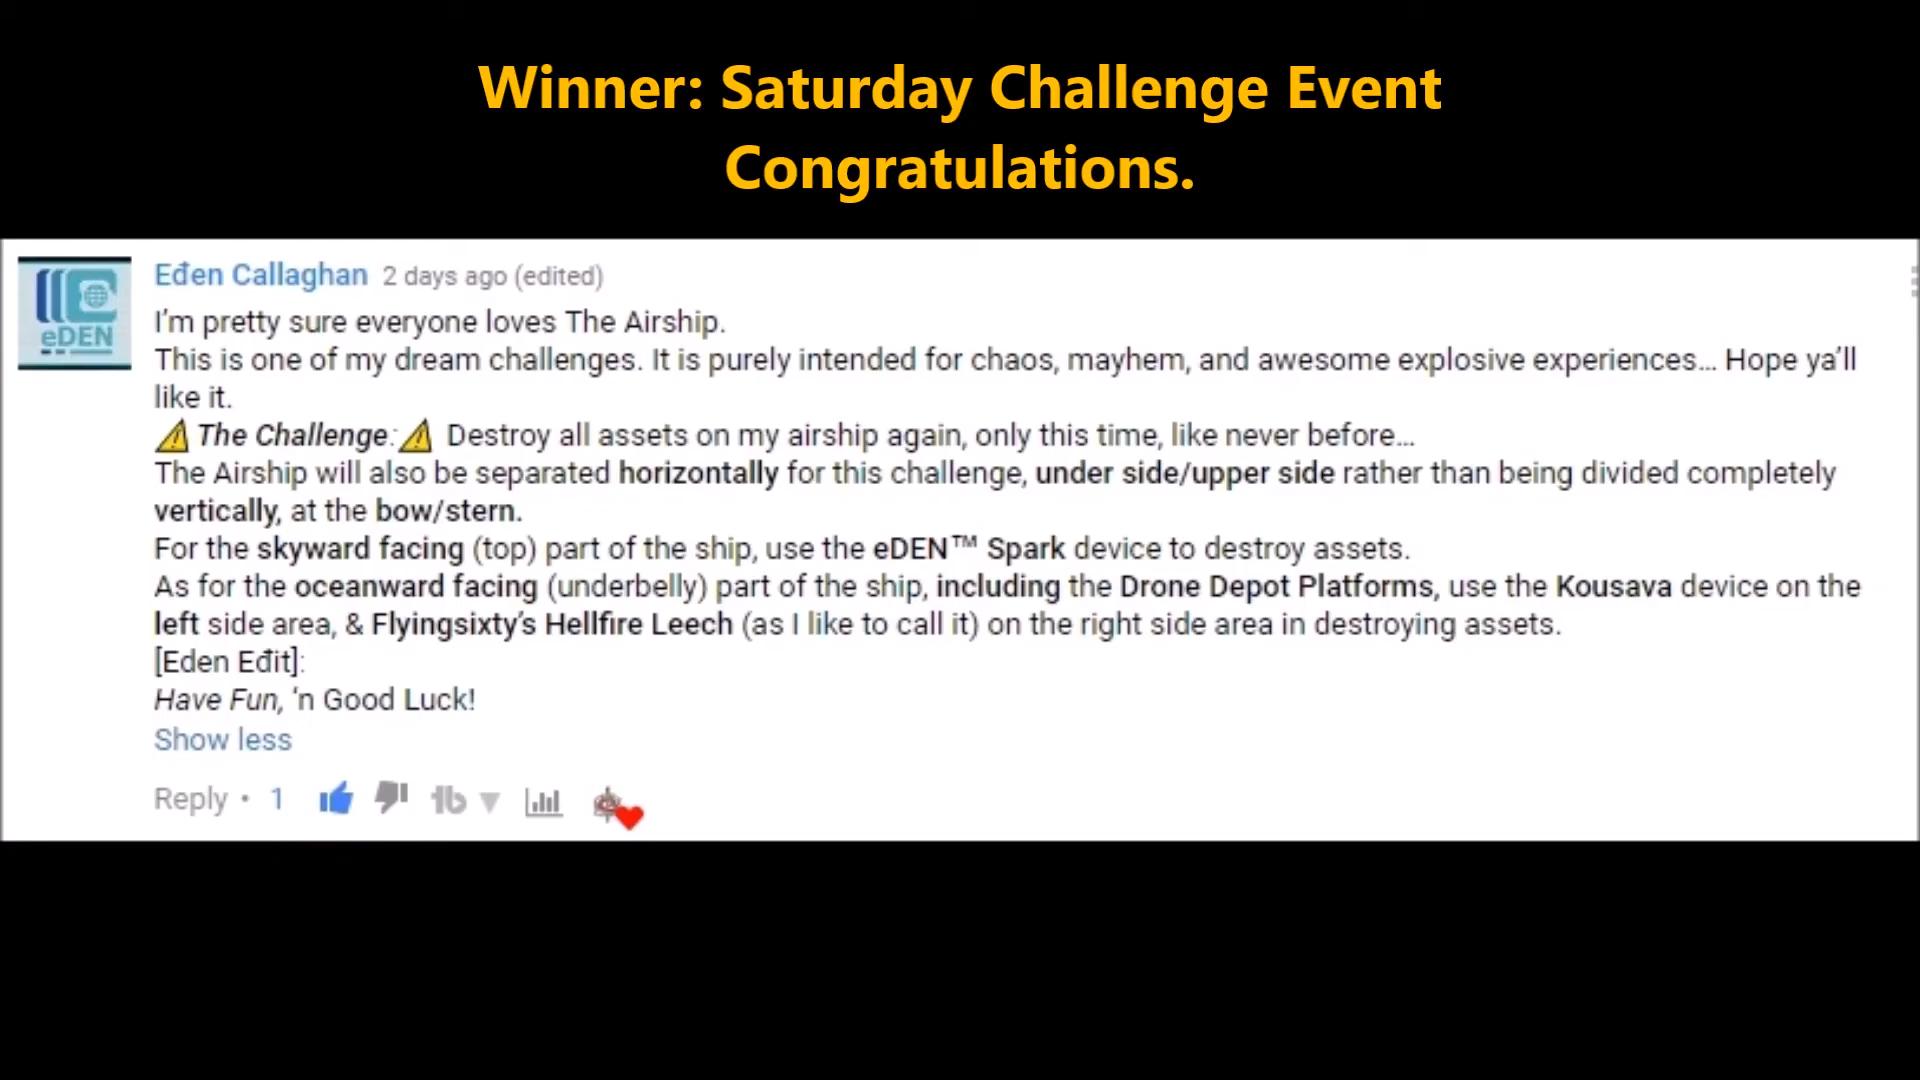 Winner: Saturday Challenge Event
Congratulations.
eDEN
Eđen Callaghan 2 days ago (edited)
I'm pretty sure everyone loves The Airship.
This is one of my dream challenges. It is purely intended for chaos, mayhem, and awesome explosive experiences... Hope ya'll
like it.
⚠️ The Challenge:⚠️ Destroy all assets on my airship again, only this time, like never before...
The Airship will also be separated horizontally for this challenge, under side/upper side rather than being divided completely
vertically, at the bow/stern.
For the skyward facing (top) part of the ship, use the eDEN™ Spark device to destroy assets.
As for the oceanward facing (underbelly) part of the ship, including the Drone Depot Platforms, use the Kousava device on the
left side area, & Flyingsixty's Hellfire Leech (as I like to call it) on the right side area in destroying assets.
[Eden Eđit]:
Have Fun, 'n Good Luck!
Show less
Reply • 1 tb